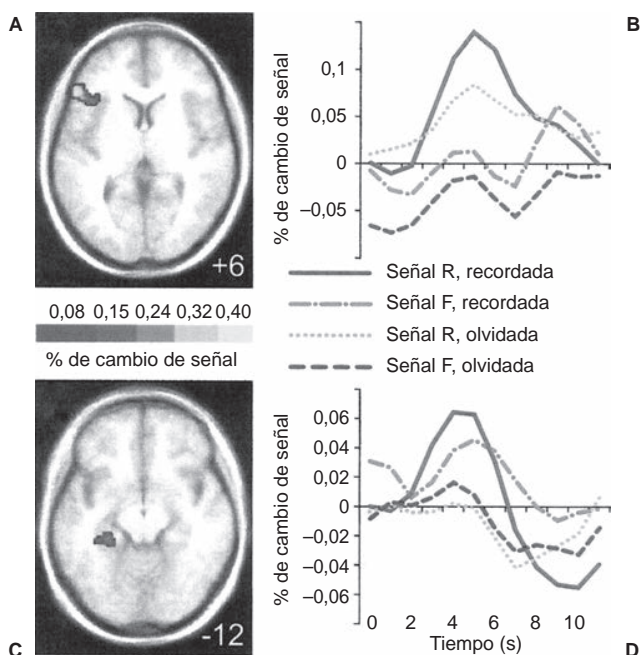 A
B
% de cambio de señal
0,1
0,05
0
–0,05
+6
0,08 0,15 0,24 0,32 0,40
% de cambio de señal
Señal R, recordada
Señal F, recordada
Señal R, olvidada
Señal F, olvidada
% de cambio de señal
0,06
0,04
0,02
0
–0,02
–0,04
–0,06
0 2 4 6 8 10
Tiempo (s)
-12
C
D